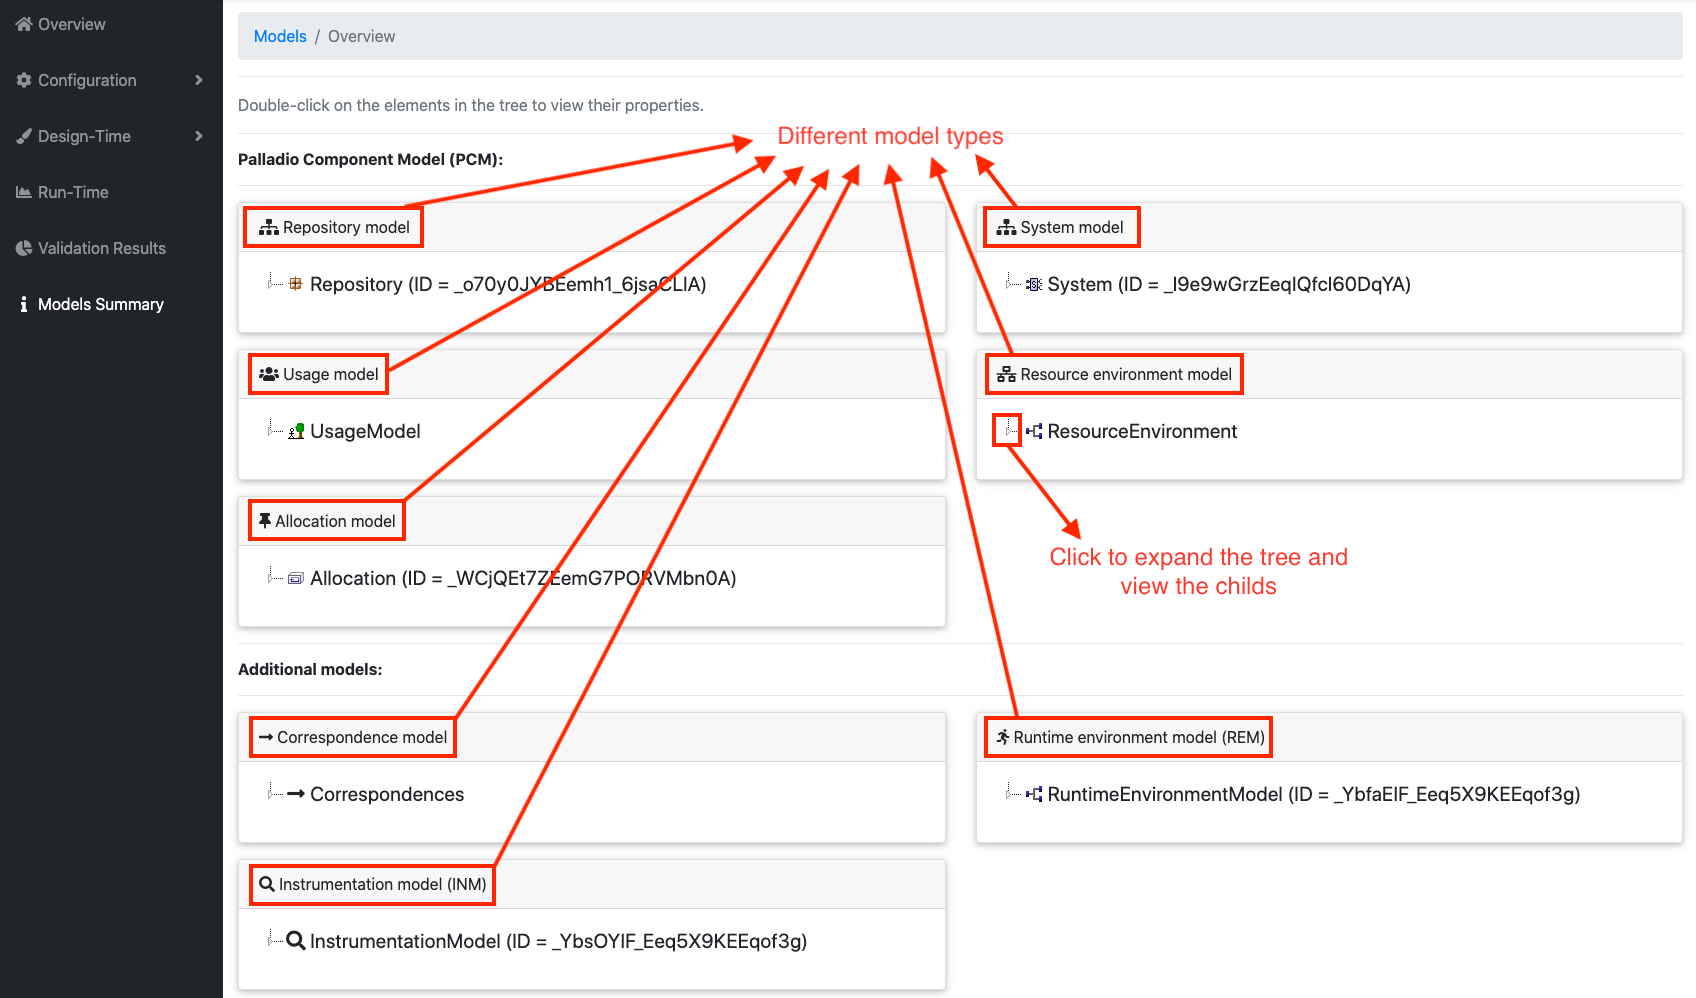 Overview
Configuration
Design-Time
Run-Time
Validation Results
Models Summary
Models / Overview
Double-click on the elements in the tree to view their properties.
Different model types
Palladio Component Model (PCM):
Repository model
Repository (ID = _o70y0JYBEemh1_6jsaCLIA)
System model
System (ID = _l9e9wGrzEeqlQfcl60DqYA)
Usage model
UsageModel
Resource environment model
ResourceEnvironment
Allocation model
Allocation (ID = _WCjQEt7ZEemG7PORVMbn0A)
Click to expand the tree and
view the childs
Additional models:
Correspondence model
Correspondences
Runtime environment model (REM)
RuntimeEnvironmentModel (ID = _YbfaElF_Eeq5X9KEEqof3g)
Instrumentation model (INM)
InstrumentationModel (ID = _YbsOYlF_Eeq5X9KEEqof3g)